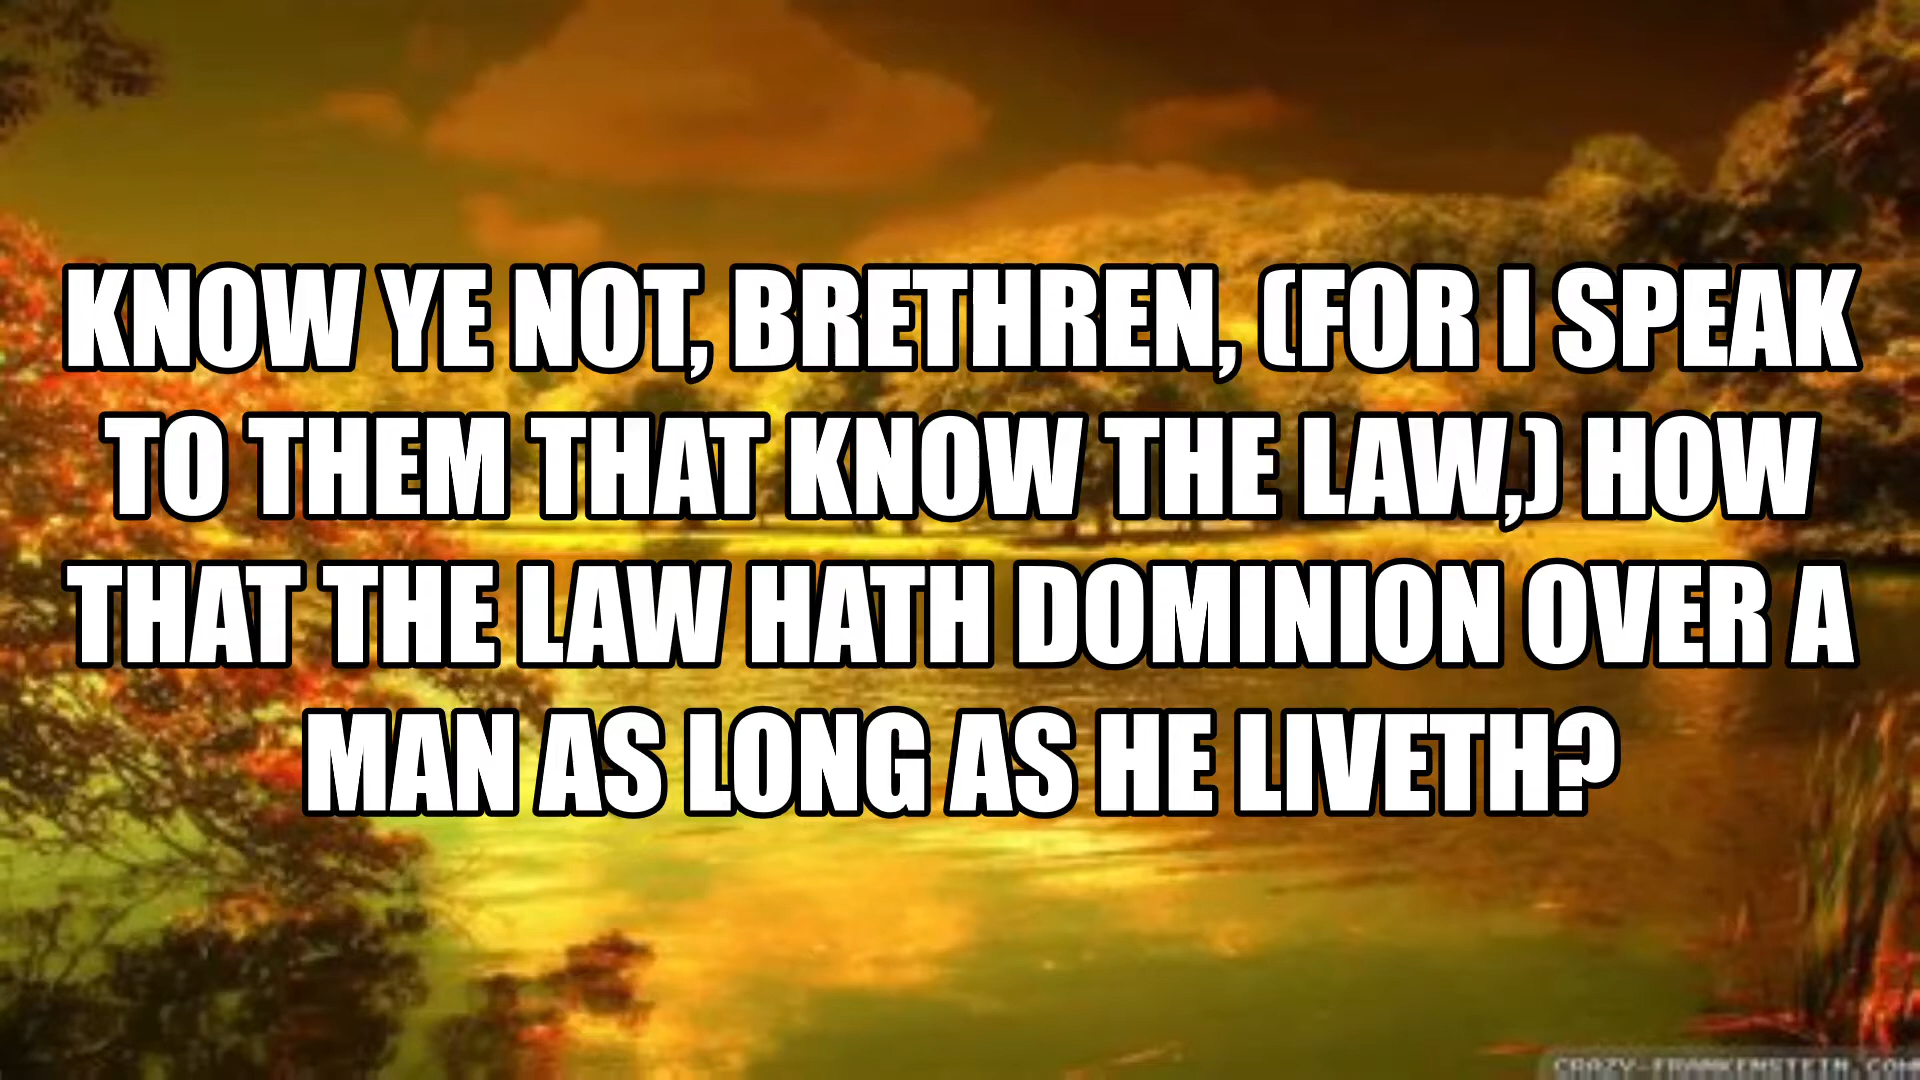 KNOW YE NOT, BRETHREN, (FOR I SPEAK
TO THEM THAT KNOW THE LAW,) HOW
THAT THE LAW HATH DOMINION OVER A
MAN AS LONG AS HE LIVETH?
CRAZY-FRANKENSTEIN.COM